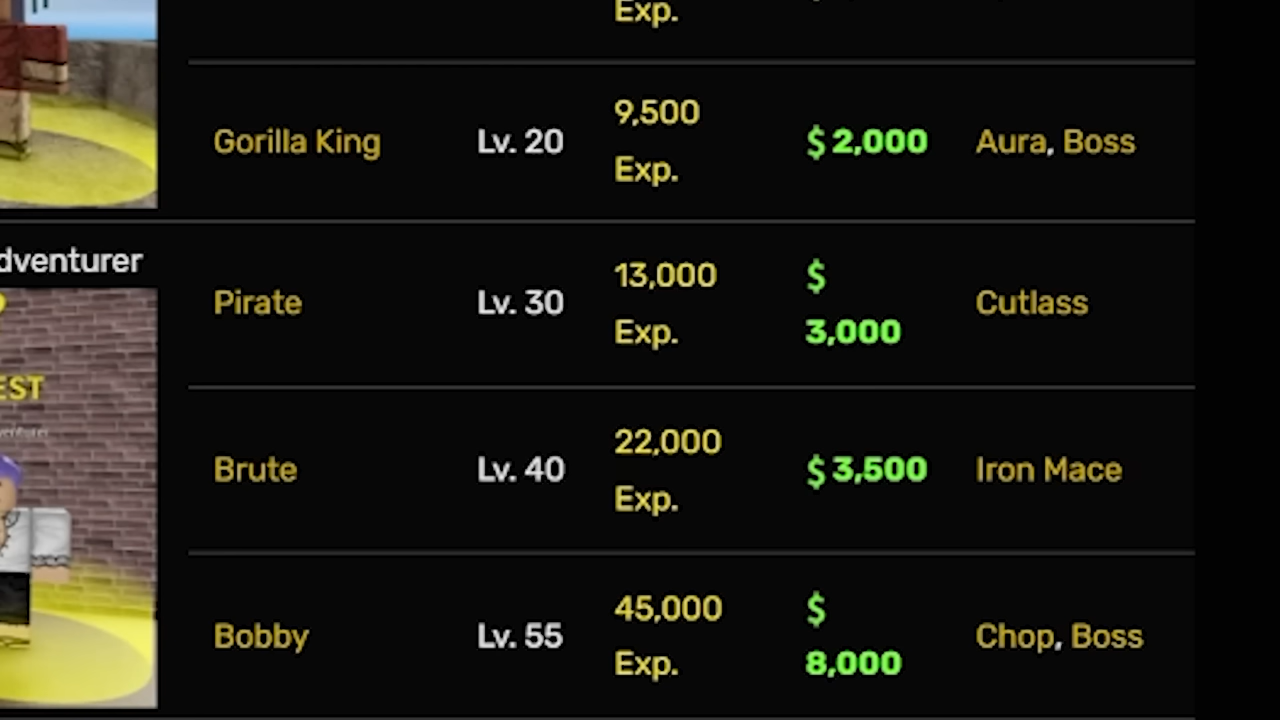 Exp.
Gorilla King
Lv. 20
9,500
Exp.
$ 2,000
Aura, Boss
dventurer
Pirate
Lv. 30
13,000
Exp.
$
3,000
Cutlass
EST
Brute
Lv. 40
22,000
Exp.
$ 3,500
Iron Mace
Bobby
Lv. 55
45,000
Exp.
$
8,000
Chop, Boss